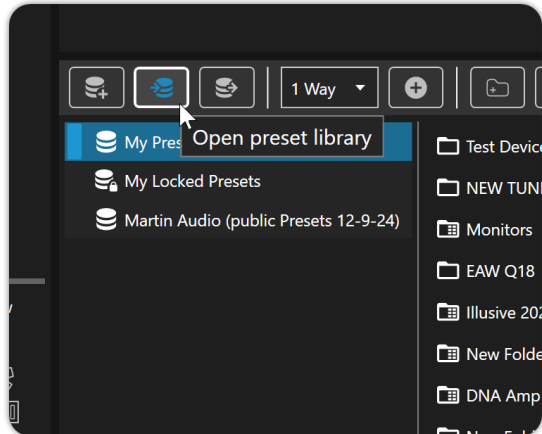 1 Way
Open preset library
My Pres
My Locked Presets
Martin Audio (public Presets 12-9-24)
Test Device
NEW TUN
Monitors
EAW Q18
Illusive 202
New Folde
DNA Amp